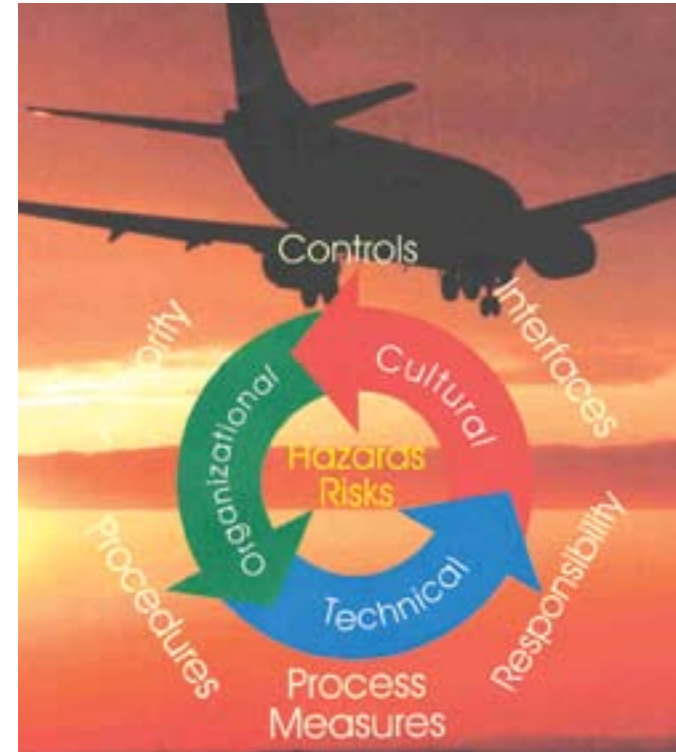 Controls
Interfaces
Cultural
Organizational
Hazards
Risks
Technical
Procedures
Responsibility
Process
Measures